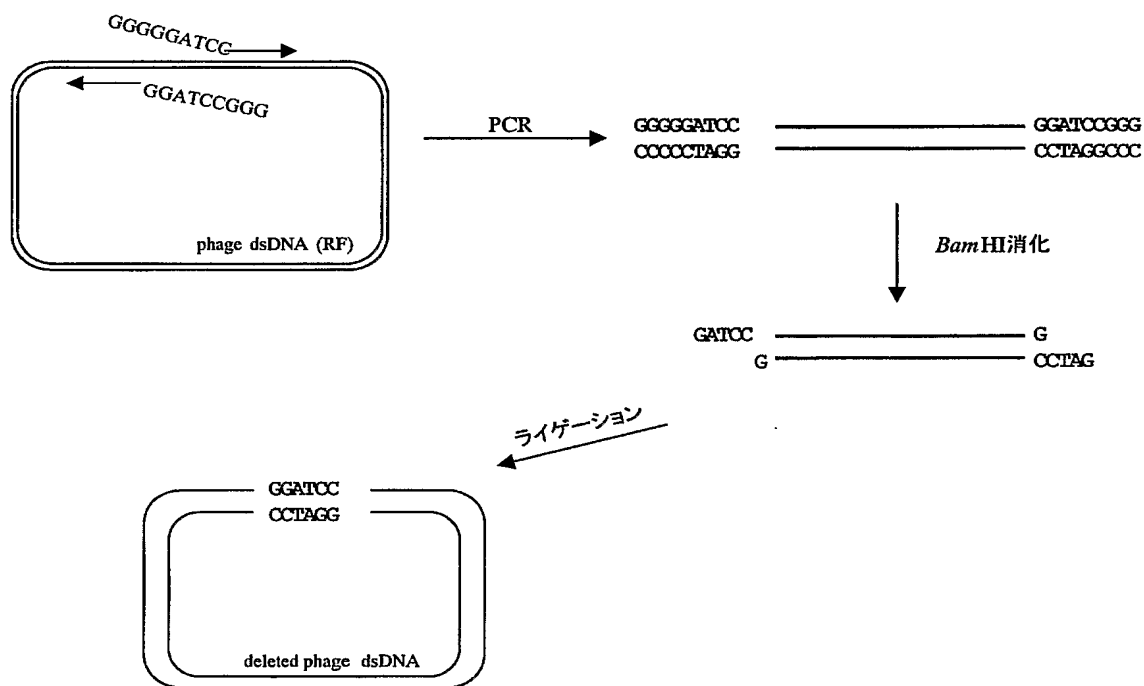 GGGGGATCC
GGATCCGGG
phage dsDNA (RF)
PCR
GGGGGATCC
GGATCCGGG
CCCCCTAGG
CCTAGGCCC
BamHI消化
GATCC
G
G
CCTAG
ライゲーション
GGATCC
CCTAGG
deleted phage dsDNA